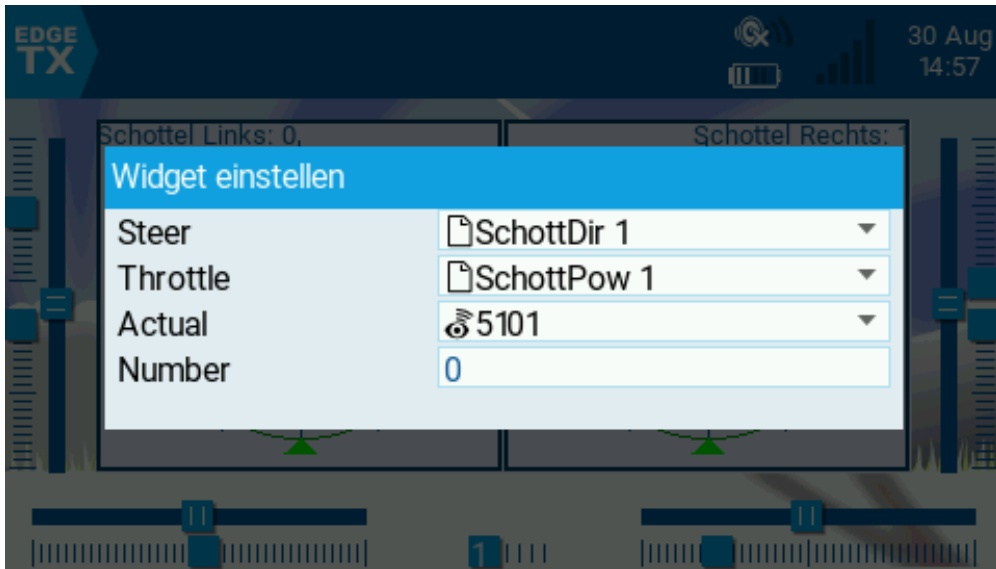 EDGE
TX
30 Aug
14:57
Schottel Links: 0,
Schottel Rechts: 1
Widget einstellen
Steer SchottDir 1
Throttle SchottPow 1
Actual 5101
Number 0
1